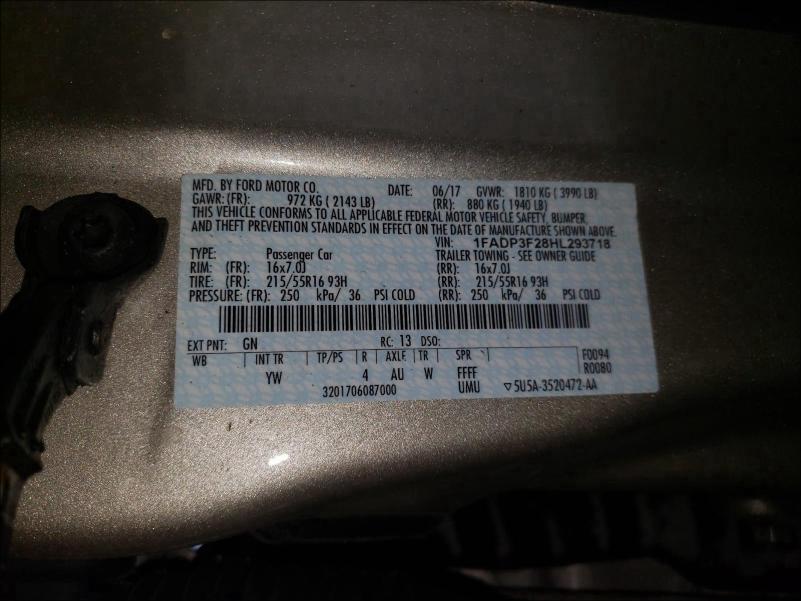 MFD. BY FORD MOTOR CO. DATE: 06/17 GVWR: 1810 KG ( 3990 LB)
GAWR: (FR): 972 KG ( 2143 LB) (RR): 880 KG ( 1940 LB)
THIS VEHICLE CONFORMS TO ALL APPLICABLE FEDERAL MOTOR VEHICLE SAFETY, BUMPER,
AND THEFT PREVENTION STANDARDS IN EFFECT ON THE DATE OF MANUFACTURE SHOWN ABOVE.
VIN: 1FADP3F28HL293718
TYPE: Passenger Car TRAILER TOWING - SEE OWNER GUIDE
RIM: (FR): 16x7.0J (RR): 16x7.0J
TIRE: (FR): 215/55R16 93H (RR): 215/55R16 93H
PRESSURE: (FR): 250 kPa/ 36 PSI COLD (RR): 250 kPa/ 36 PSI COLD
EXT PNT: GN RC: 13 DSO:
WB INT TR TP/PS R AXLE TR SPR F0094
R0080
YW 4 AU W FFFF
3201706087000 UMU ▽5U5A-3520472-AA